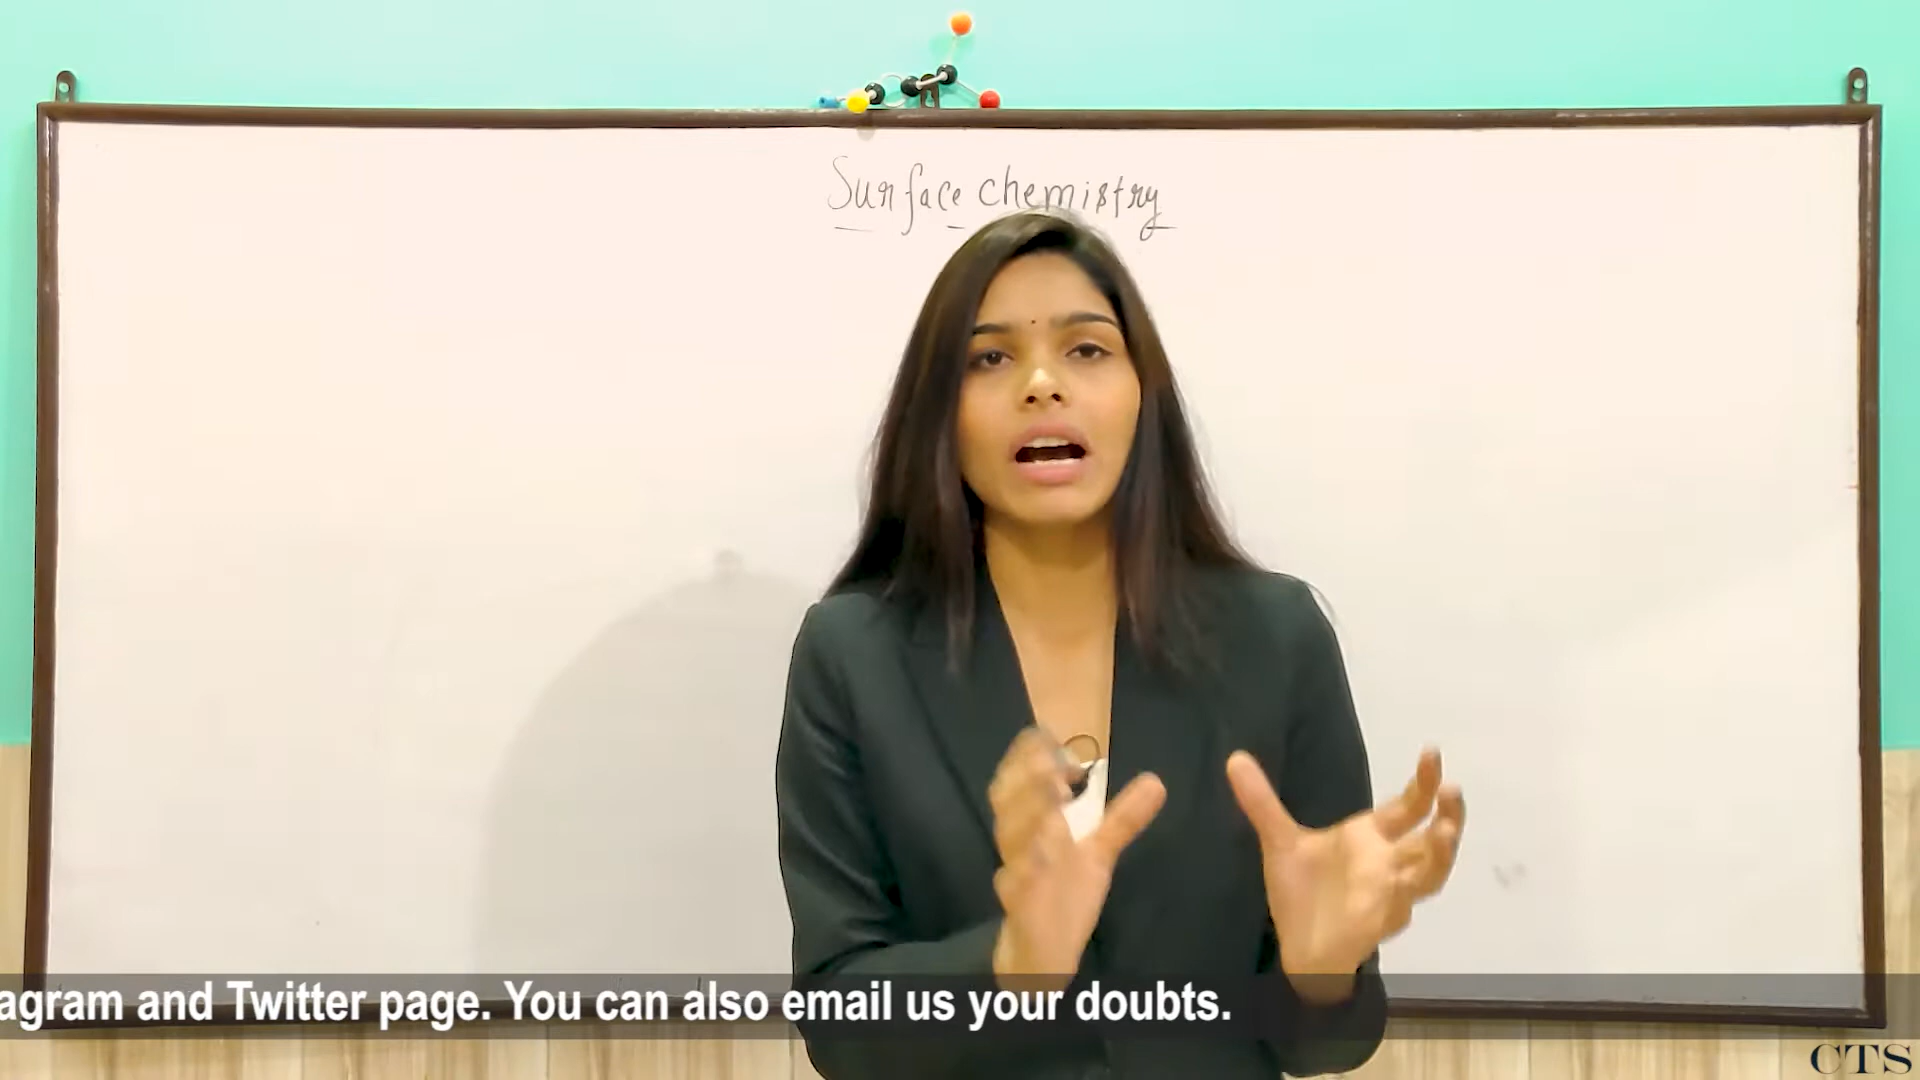 Surface chemistry
agram and Twitter page. You can also email us your doubts.
CTS